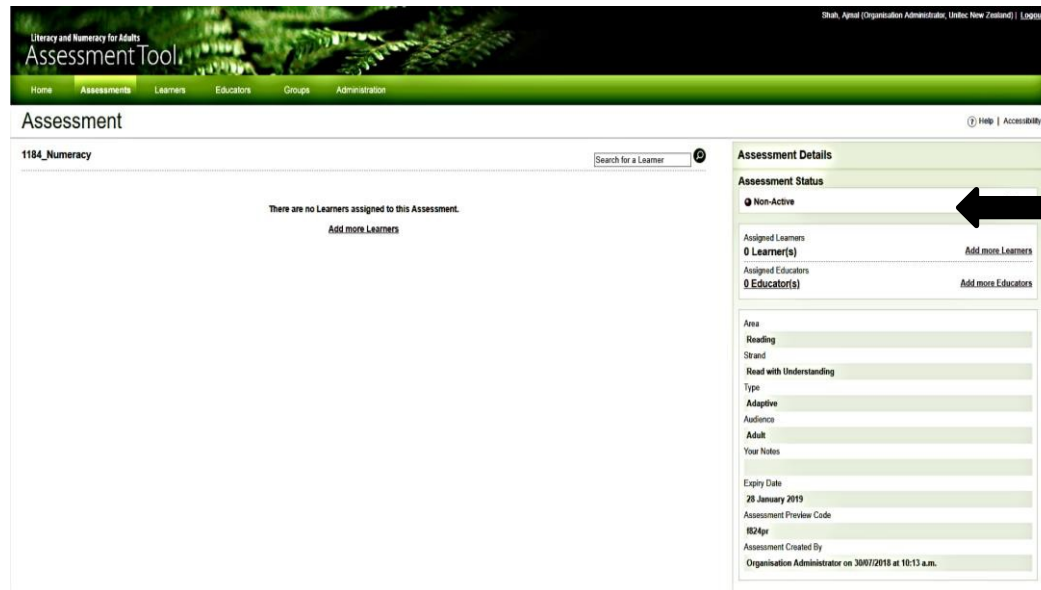 Shah, Ajmal (Organisation Administrator, Unitec New Zealand) | Logou
Literacy and Numeracy for Adults
Assessment Tool
Home Assessments Learners Educators Groups Administration
Assessment
Help | Accessibility
1184_Numeracy
Search for a Learner
There are no Learners assigned to this Assessment.
Add more Learners
Assessment Details
Assessment Status
Non-Active
Assigned Learners
0 Learner(s) Add more Learners
Assigned Educators
0 Educator(s) Add more Educators
Area
Reading
Strand
Read with Understanding
Type
Adaptive
Audience
Adult
Your Notes
Expiry Date
28 January 2019
Assessment Preview Code
f824pr
Assessment Created By
Organisation Administrator on 30/07/2018 at 10:13 a.m.